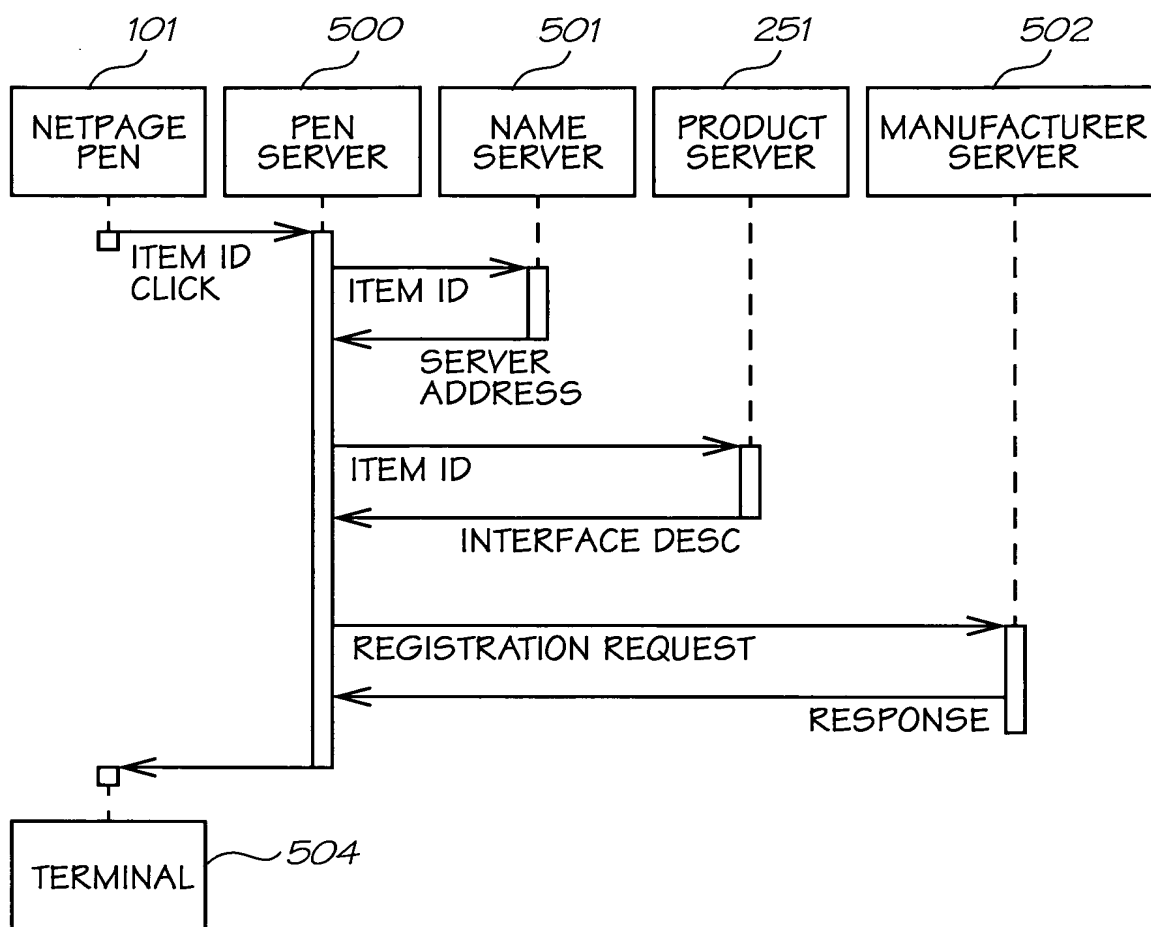 101
500
501
251
502
NETPAGE
PEN
PEN
SERVER
NAME
SERVER
PRODUCT
SERVER
MANUFACTURER
SERVER
ITEM ID
CLICK
ITEM ID
SERVER
ADDRESS
ITEM ID
INTERFACE DESC
REGISTRATION REQUEST
RESPONSE
TERMINAL
504